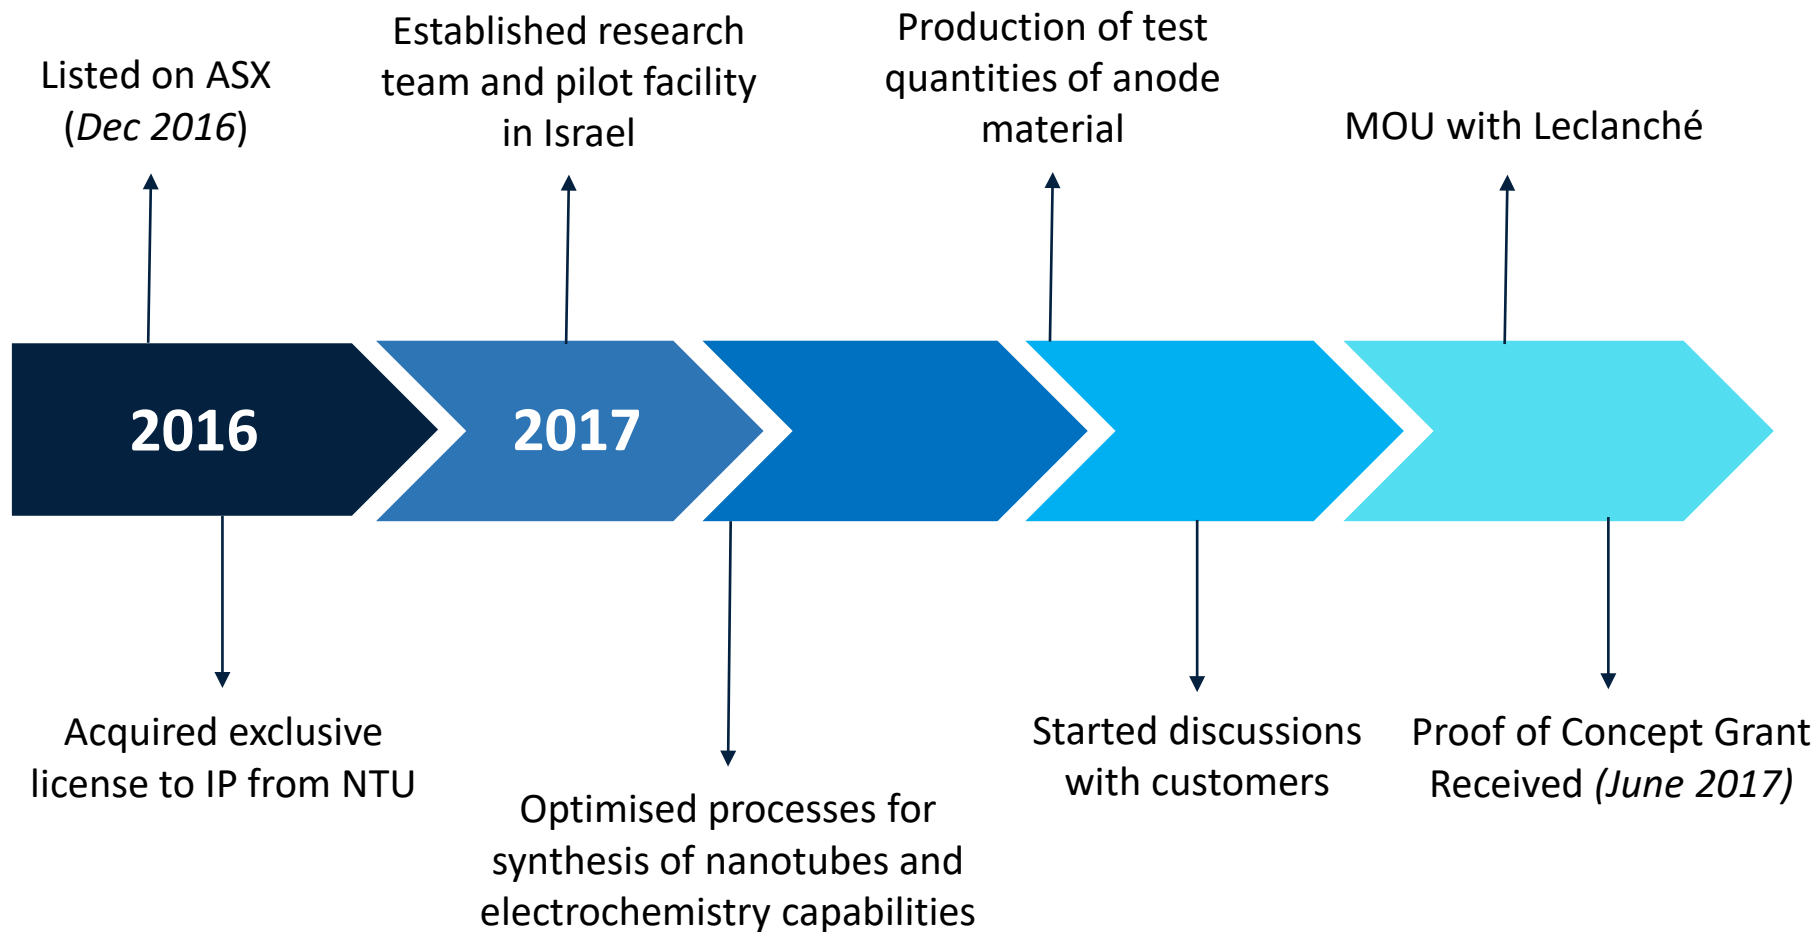 Listed on ASX
(Dec 2016)
Established research
team and pilot facility
in Israel
Production of test
quantities of anode
material
MOU with Leclanché
2016
2017
Acquired exclusive
license to IP from NTU
Optimised processes for
synthesis of nanotubes and
electrochemistry capabilities
Started discussions
with customers
Proof of Concept Grant
Received (June 2017)